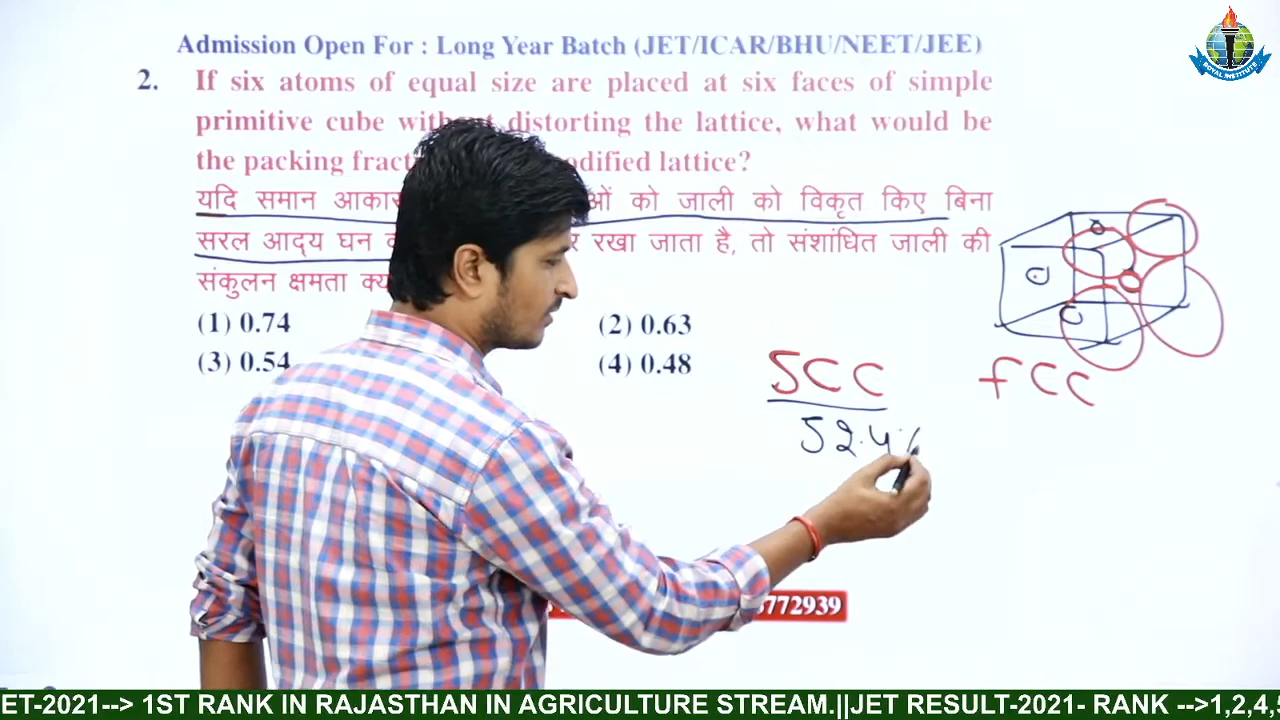 Admission Open For : Long Year Batch (JET/ICAR/BHU/NEET/JEE)
ROYAL INSTITUTE
2. If six atoms of equal size are placed at six faces of simple
primitive cube without distorting the lattice, what would be
the packing modified lattice?
यदि समान को जाली को विकृत किए बिना
सरल आद्य घन रखा जाता है, तो संशांधित जाली की
संकुलन क्षमता
(1) 0.74 (2) 0.63
(3) 0.54 (4) 0.48
SCC fCC
52.4%
772939
ET-2021--> 1ST RANK IN RAJASTHAN IN AGRICULTURE STREAM.||JET RESULT-2021- RANK -->1,2,4,